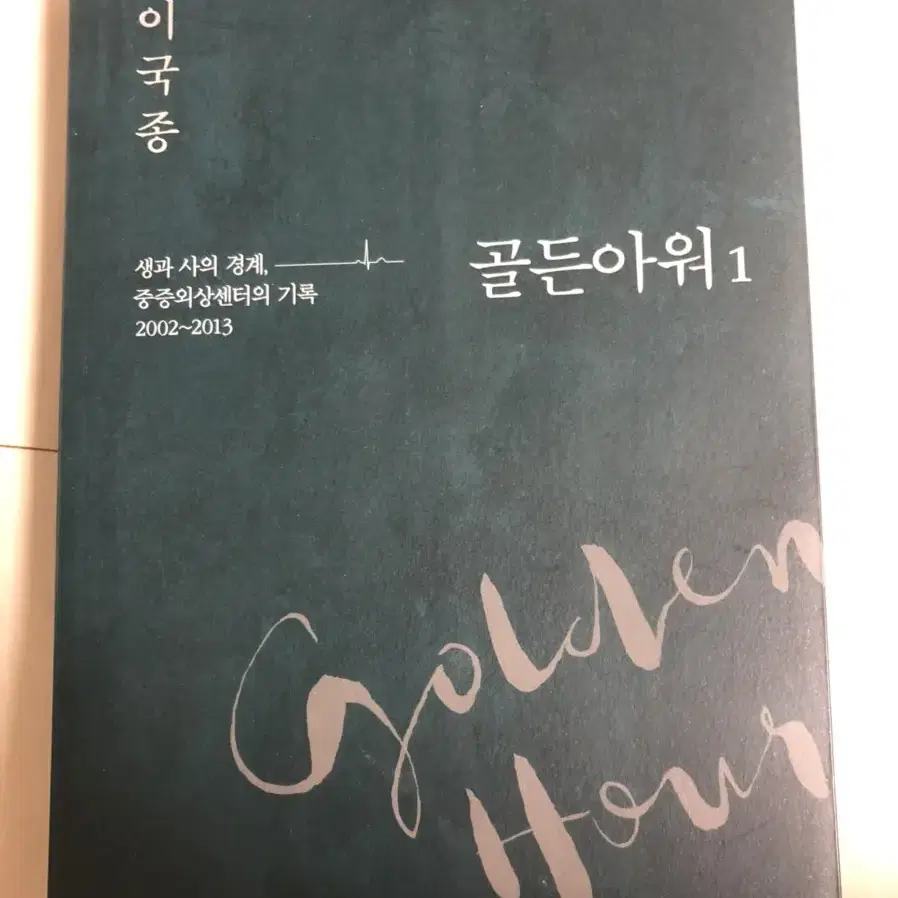 이국종
생과 사의 경계,
중증외상센터의 기록
2002~2013
골든아워 1
Golden
Hour